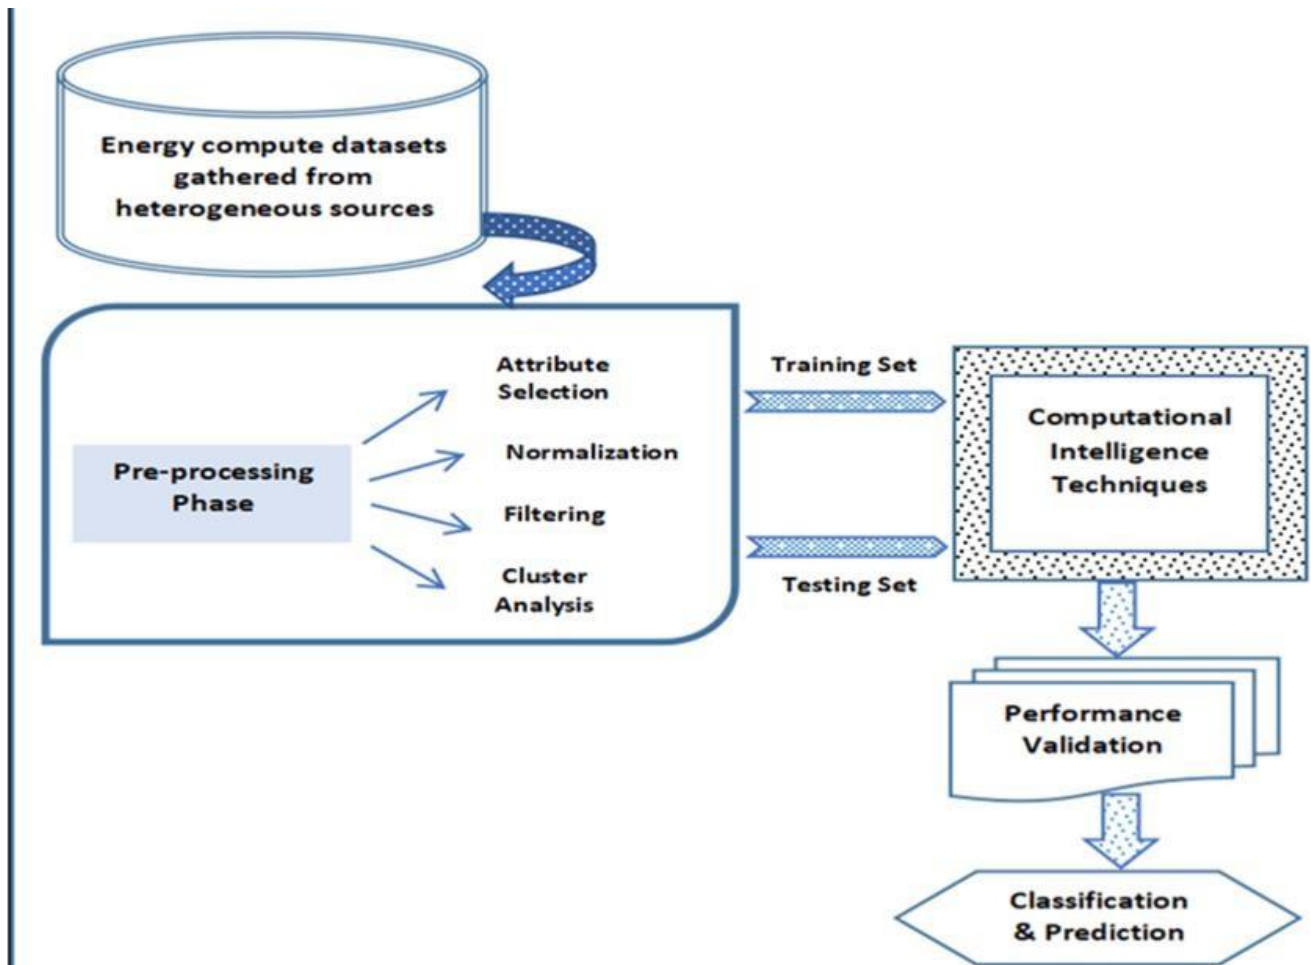 Energy compute datasets
gathered from
heterogeneous sources
Pre-processing
Phase
Attribute
Selection
Normalization
Filtering
Cluster
Analysis
Training Set
Testing Set
Computational
Intelligence
Techniques
Performance
Validation
Classification
& Prediction